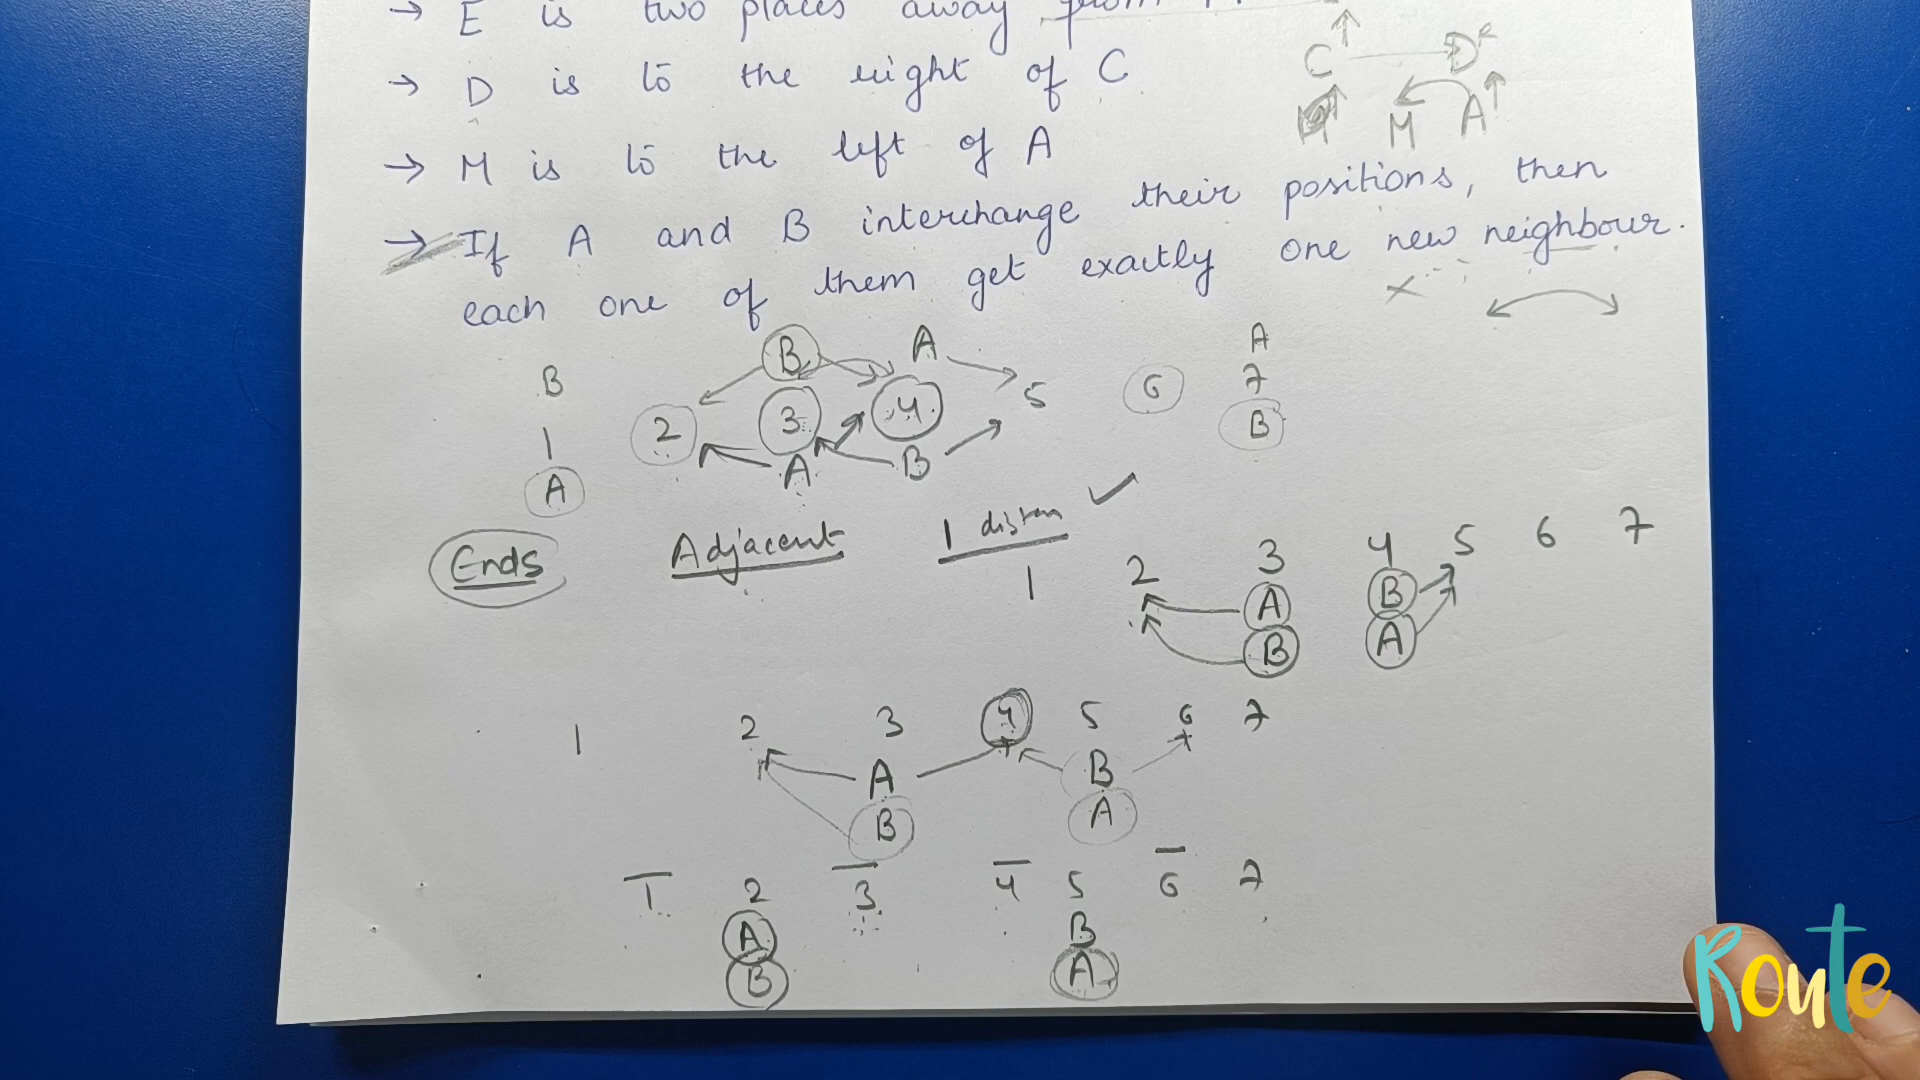 → E is two places away from
→ D is to the right of C
→ M is to the left of A
→ If A and B interchange their positions, then
each one of them get exactly one new neighbour.
C → D
M A
B B A A
2 3 4 5 6 7
1 A B B
A
Ends Adjacent 1 distan ✓
1 2 3 4 5 6 7
A B
B A
1 2 3 4 5 6 7
A B
B A
1 2 3 4 5 6 7
A B
B A
Route